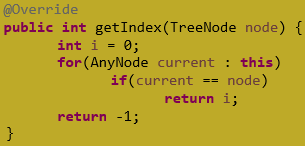 @Override
public int getIndex(TreeNode node) {
int i = 0;
for(AnyNode current : this)
if(current == node)
return i;
return -1;
}